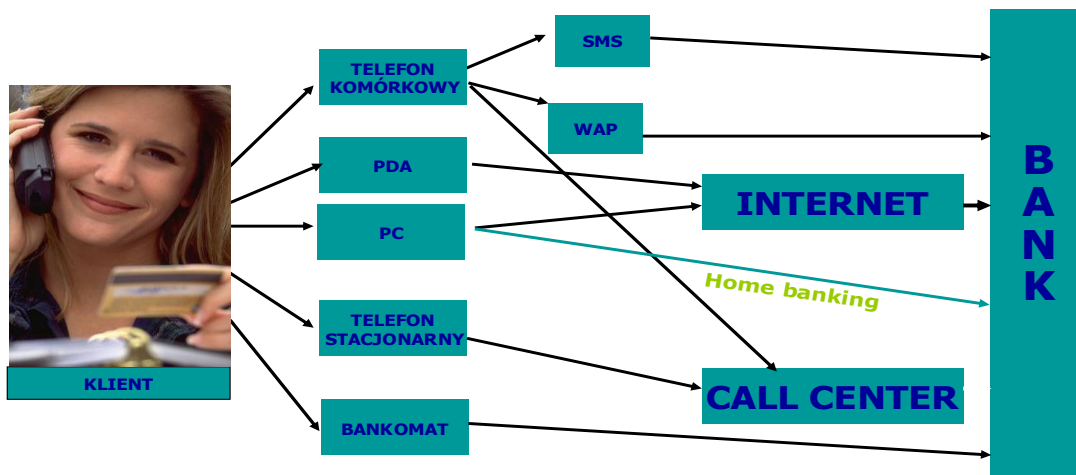 SMS
TELEFON
KOMÓRKOWY
WAP
PDA
INTERNET
PC
Home banking
TELEFON
STACJONARNY
KLIENT
CALL CENTER
BANKOMAT
B
A
N
K